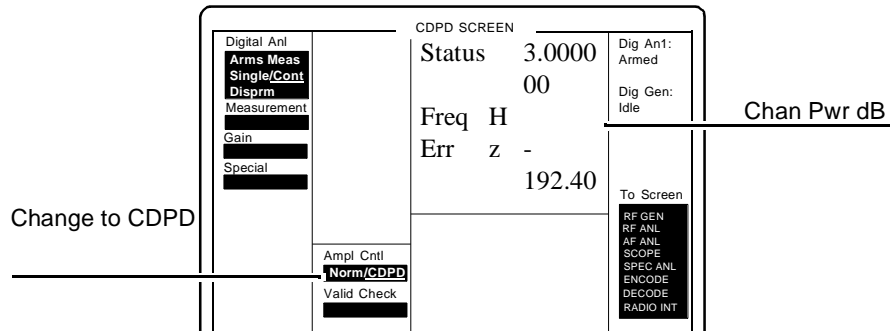 CDPD SCREEN
Digital Anl
Arms Meas
Single/Cont
Disprm
Measurement
Gain
Special
Status 3.0000
00
Freq H
Err z -
192.40
Dig An1:
Armed
Dig Gen:
Idle
Chan Pwr dB
To Screen
RF GEN
RF ANL
AF ANL
SCOPE
SPEC ANL
ENCODE
DECODE
RADIO INT
Change to CDPD
Ampl Cntl
Norm/CDPD
Valid Check